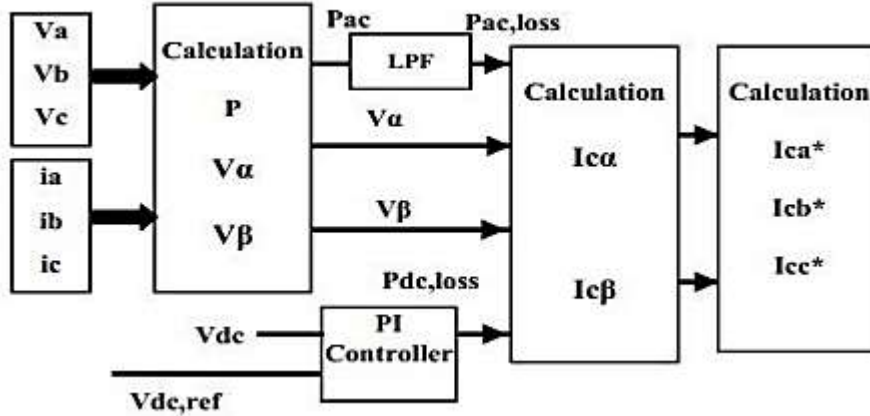 Va
Vb
Vc
ia
ib
ic
Calculation
P
Vα
Vβ
Pac
LPF
Pac,loss
Vα
Vβ
Pdc,loss
Vdc
Vdc,ref
PI
Controller
Calculation
Icα
Icβ
Calculation
Ica*
Icb*
Icc*